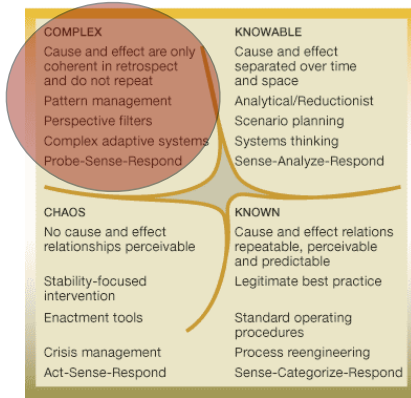 COMPLEX
Cause and effect are only
coherent in retrospect
and do not repeat
Pattern management
Perspective filters
Complex adaptive systems
Probe-Sense-Respond
KNOWABLE
Cause and effect
separated over time
and space
Analytical/Reductionist
Scenario planning
Systems thinking
Sense-Analyze-Respond
CHAOS
No cause and effect
relationships perceivable
Stability-focused
intervention
Enactment tools
Crisis management
Act-Sense-Respond
KNOWN
Cause and effect relations
repeatable, perceivable
and predictable
Legitimate best practice
Standard operating
procedures
Process reengineering
Sense-Categorize-Respond